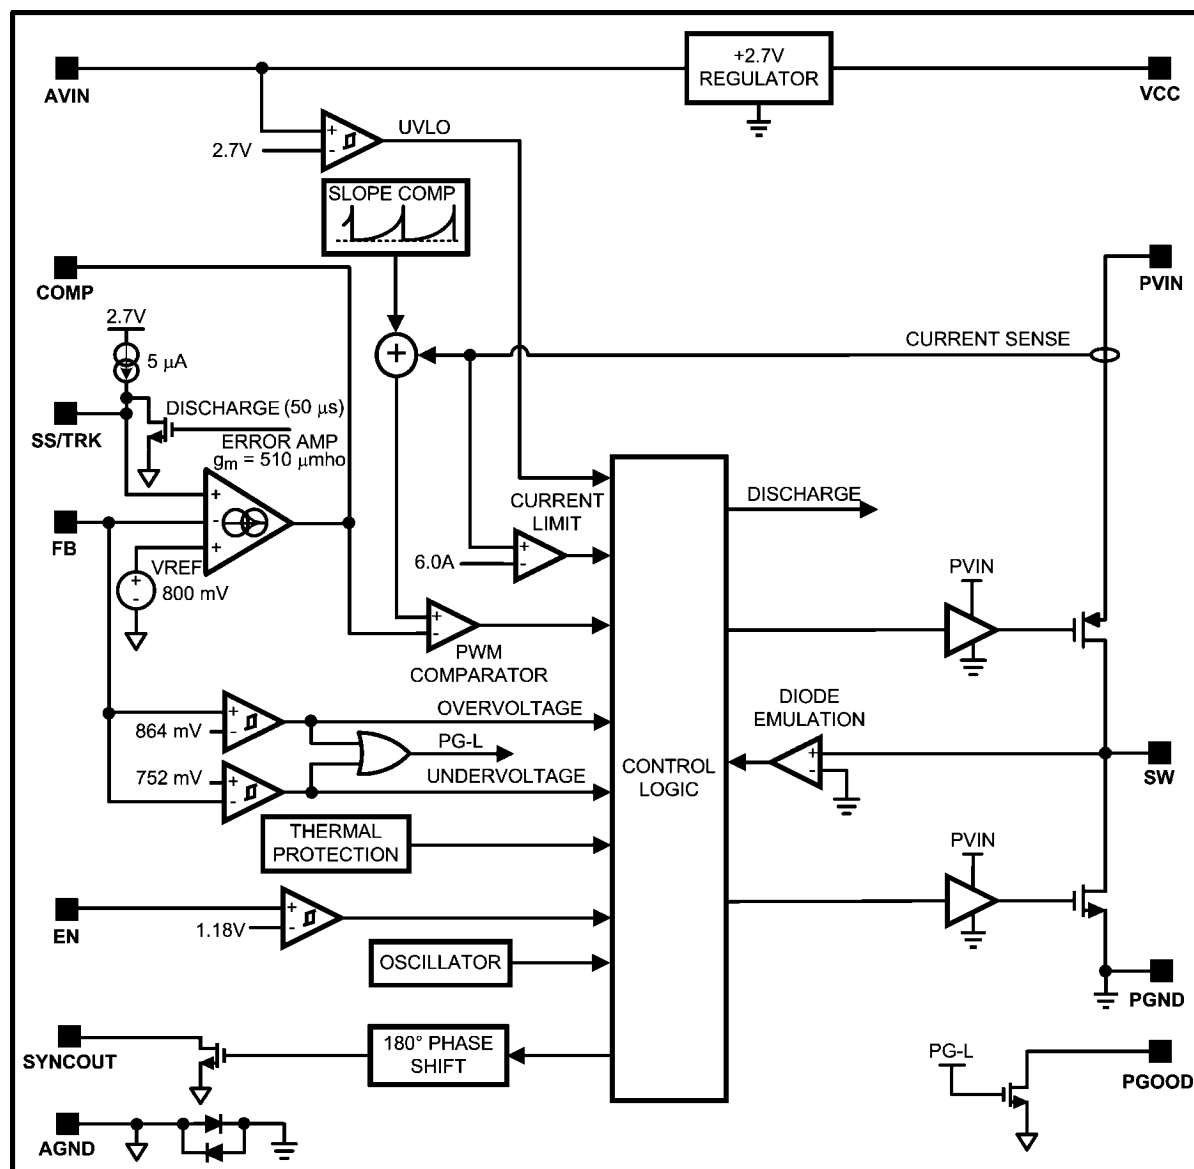 +2.7V
REGULATOR
AVIN
VCC
UVLO
+
-
2.7V
SLOPE COMP
COMP
PVIN
2.7V
5 µA
+
CURRENT SENSE
DISCHARGE (50 µs)
SS/TRK
ERROR AMP
gm = 510 µmho
+
-
+
FB
VREF
800 mV
+
-
CURRENT
LIMIT
6.0A
+
-
DISCHARGE
PVIN
+
-
PWM
COMPARATOR
OVERVOLTAGE
864 mV
+
-
PG-L
752 mV
+
-
UNDERVOLTAGE
CONTROL
LOGIC
DIODE
EMULATION
+
-
SW
THERMAL
PROTECTION
PVIN
EN
1.18V
+
-
OSCILLATOR
PGND
SYNCOUT
180° PHASE
SHIFT
PG-L
PGOOD
AGND